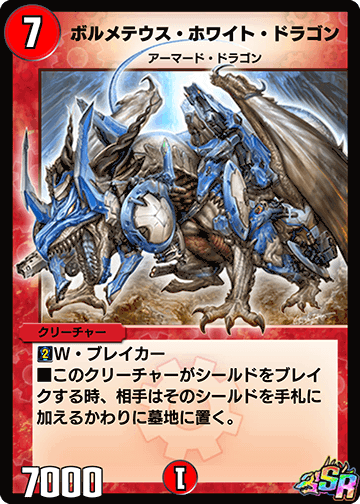 7
ボルメテウス・ホワイト・ドラゴン
アーマード・ドラゴン
クリーチャー
2 W・ブレイカー
■このクリーチャーがシールドをブレイ
クする時、相手はそのシールドを手札に
加えるかわりに墓地に置く。
7000
I
SR